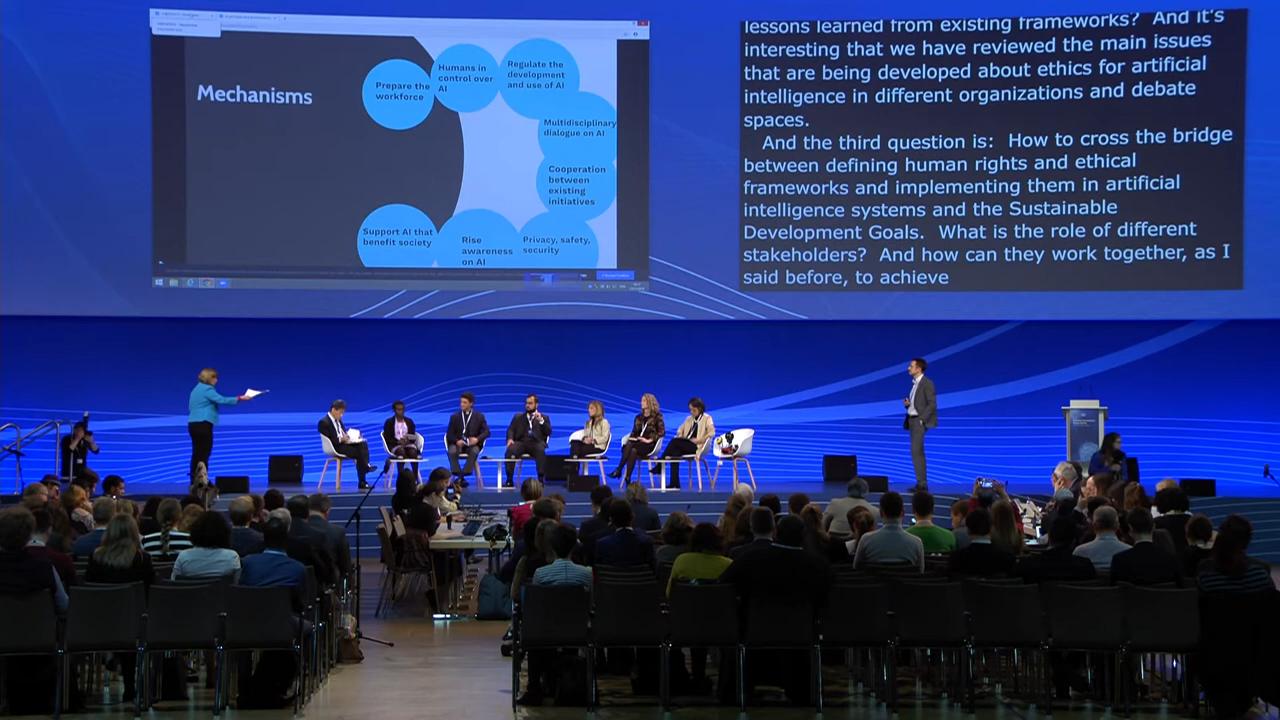 Mechanisms
Prepare the
workforce
Humans in
control over
AI
Regulate the
development
and use of AI
Multidisciplinary
dialogue on AI
Cooperation
between
existing
initiatives
Privacy, safety,
security
Rise
awareness
on AI
Support AI that
benefit society
lessons learned from existing frameworks?  And it's
interesting that we have reviewed the main issues
that are being developed about ethics for artificial
intelligence in different organizations and debate
spaces.
And the third question is:  How to cross the bridge
between defining human rights and ethical
frameworks and implementing them in artificial
intelligence systems and the Sustainable
Development Goals.  What is the role of different
stakeholders?  And how can they work together, as I
said before, to achieve